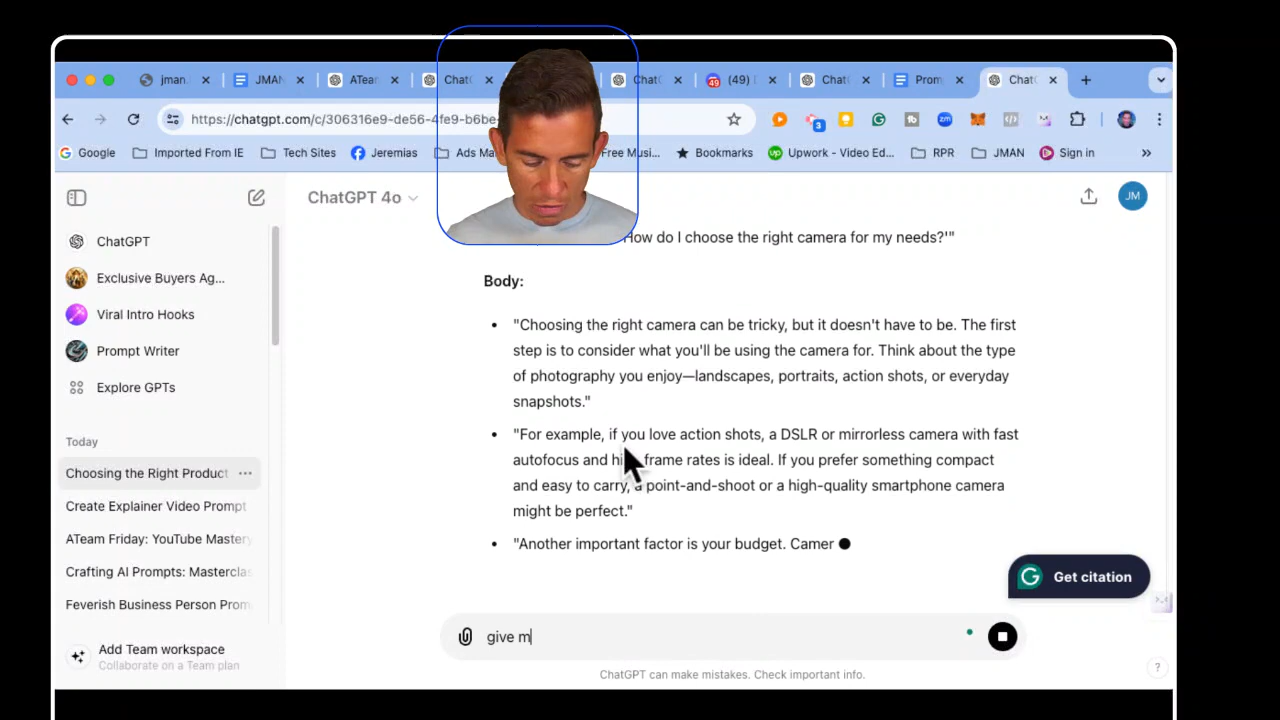 jman.
JMAN
ATear
Chat
Chat
(49)
Chat
Prom
Chat
https://chatgpt.com/c/306316e9-de56-4fe9-b6be-
3
Google
Imported From IE
Tech Sites
Jeremias
Ads Ma
Free Musi...
Bookmarks
Upwork - Video Ed...
RPR
JMAN
Sign in
»
ChatGPT 4o
JM
ChatGPT
Exclusive Buyers Ag...
Viral Intro Hooks
Prompt Writer
Explore GPTs
Today
Choosing the Right Product
Create Explainer Video Prompt
ATeam Friday: YouTube Mastery
Crafting AI Prompts: Masterclas
Feverish Business Person Prom
Add Team workspace
Collaborate on a Team plan
How do I choose the right camera for my needs?'"
Body:
"Choosing the right camera can be tricky, but it doesn't have to be. The first
step is to consider what you'll be using the camera for. Think about the type
of photography you enjoy—landscapes, portraits, action shots, or everyday
snapshots."
"For example, if you love action shots, a DSLR or mirrorless camera with fast
autofocus and hi frame rates is ideal. If you prefer something compact
and easy to carry, a point-and-shoot or a high-quality smartphone camera
might be perfect."
"Another important factor is your budget. Camer
Get citation
give m
ChatGPT can make mistakes. Check important info.
?